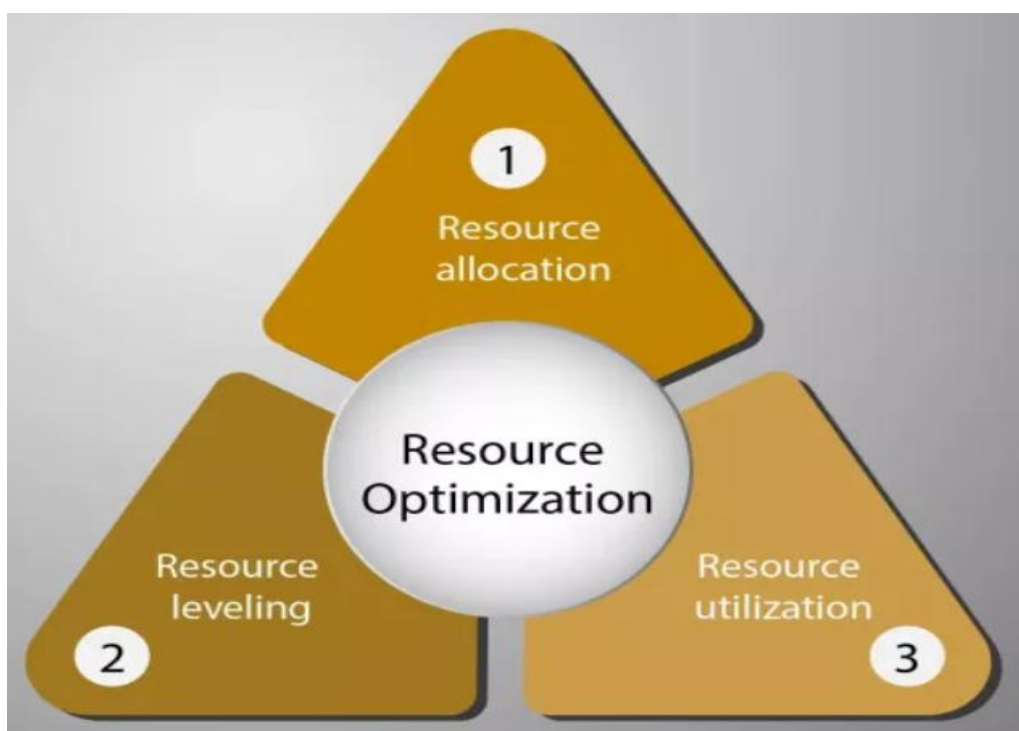 1
Resource
allocation
Resource
Optimization
Resource
leveling
2
Resource
utilization
3